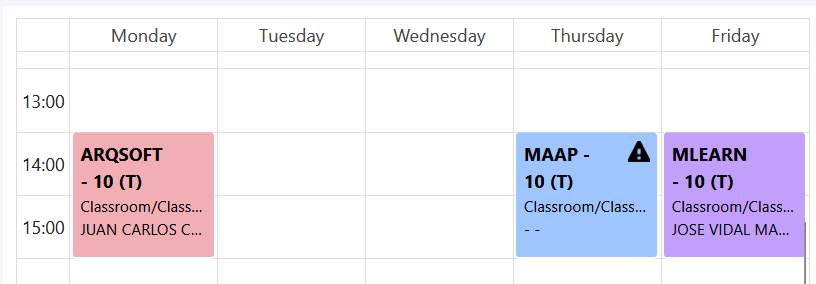 Monday Tuesday Wednesday Thursday Friday
13:00
14:00
15:00
ARQSOFT
- 10 (T)
Classroom/Class...
JUAN CARLOS C...
MAAP -
10 (T)
Classroom/Class...
- -
MLEARN
- 10 (T)
Classroom/Class...
JOSE VIDAL MA...